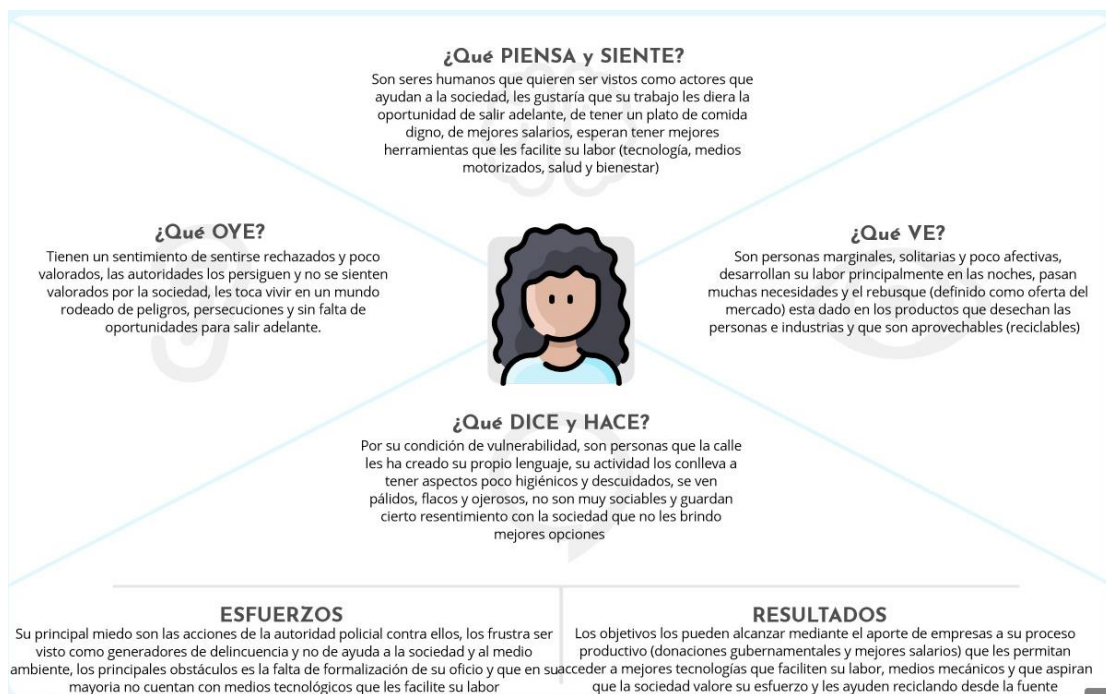 ¿Qué PIENSA y SIENTE?
Son seres humanos que quieren ser vistos como actores que
ayudan a la sociedad, les gustaría que su trabajo les diera la
oportunidad de salir adelante, de tener un plato de comida
digno, de mejores salarios, esperan tener mejores
herramientas que les facilite su labor (tecnología, medios
motorizados, salud y bienestar)
¿Qué OYE?
Tienen un sentimiento de sentirse rechazados y poco
valorados, las autoridades los persiguen y no se sienten
valorados por la sociedad, les toca vivir en un mundo
rodeado de peligros, persecuciones y sin falta de
oportunidades para salir adelante.
¿Qué VE?
Son personas marginales, solitarias y poco afectivas,
desarrollan su labor principalmente en las noches, pasan
muchas necesidades y el rebusque (definido como oferta del
mercado) esta dado en los productos que desechan las
personas e industrias y que son aprovechables (reciclables)
¿Qué DICE y HACE?
Por su condición de vulnerabilidad, son personas que la calle
les ha creado su propio lenguaje, su actividad los conlleva a
tener aspectos poco higiénicos y descuidados, se ven
pálidos, flacos y ojerosos, no son muy sociables y guardan
cierto resentimiento con la sociedad que no les brindo
mejores opciones
ESFUERZOS
Su principal miedo son las acciones de la autoridad policial contra ellos, los frustra ser
visto como generadores de delincuencia y no de ayuda a la sociedad y al medio
ambiente, los principales obstáculos es la falta de formalización de su oficio y que en su
mayoria no cuentan con medios tecnológicos que les facilite su labor
RESULTADOS
Los objetivos los pueden alcanzar mediante el aporte de empresas a su proceso
productivo (donaciones gubernamentales y mejores salarios) que les permitan
acceder a mejores tecnologías que faciliten su labor, medios mecánicos y que aspiran
que la sociedad valore su esfuerzo y les ayuden reciclando desde la fuente